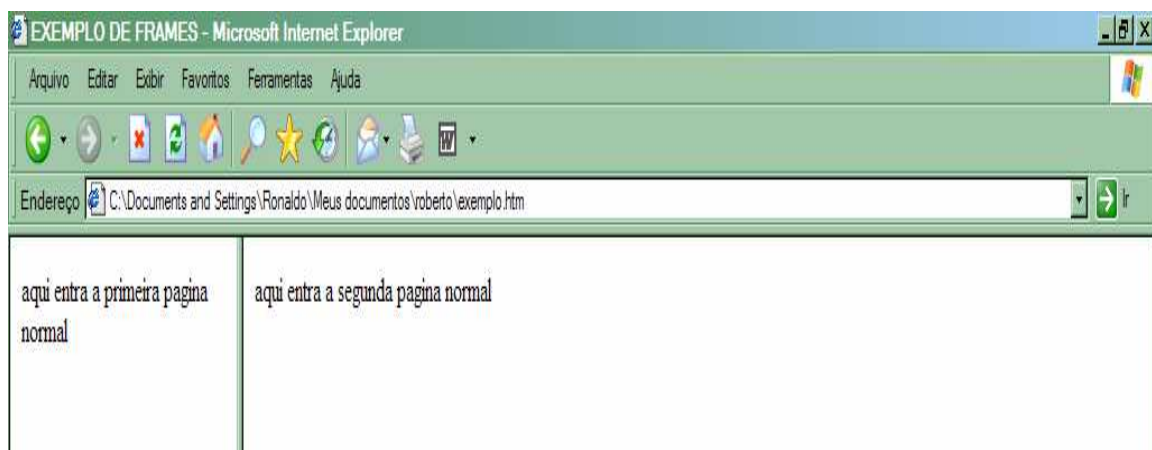 EXEMPLO DE FRAMES - Microsoft Internet Explorer
Arquivo Editar Exibir Favoritos Ferramentas Ajuda
W
Endereço C:\Documents and Settings\Ronaldo\Meus documentos\roberto\exemplo.htm Ir
aqui entra a primeira pagina
normal
aqui entra a segunda pagina normal